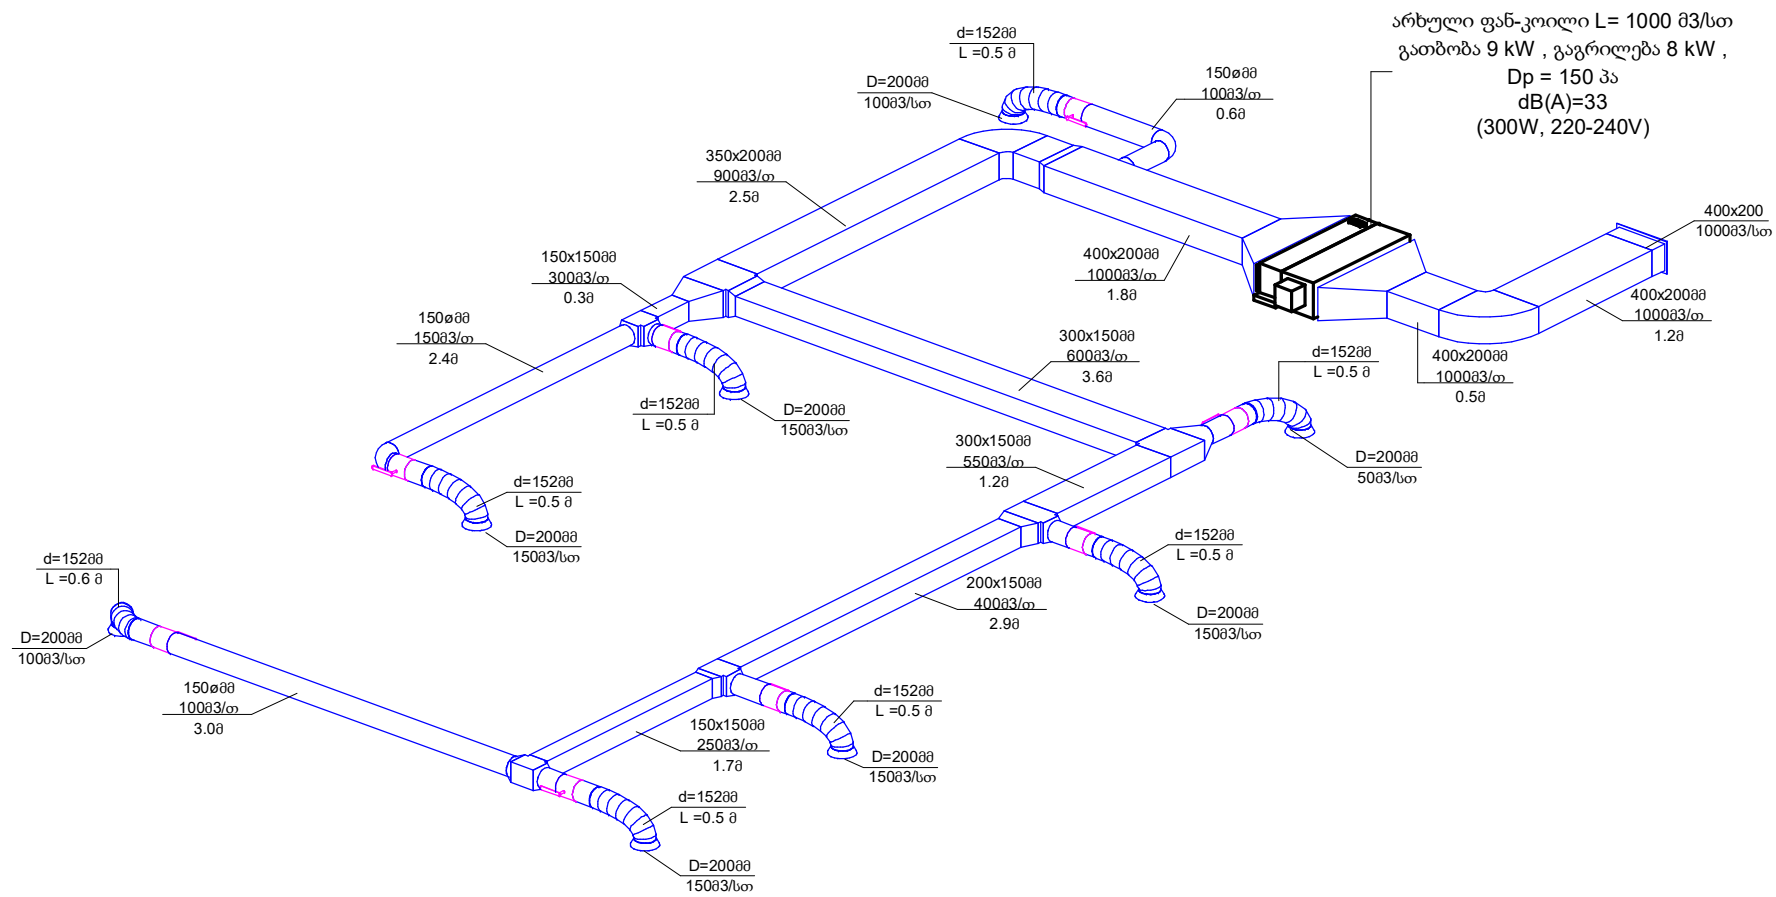 არხული ფან-კოილი L= 1000 მ3/სთ
გათბობა 9 kW , გაგრილება 8 kW ,
Dp = 150 პა
dB(A)=33
(300W, 220-240V)
d=152მმ
L =0.5 მ
D=200მმ
100მ3/სთ
150øმმ
100მ3/თ
0.6მ
350x200მმ
900მ3/თ
2.5მ
400x200
1000მ3/სთ
400x200მმ
1000მ3/თ
1.8მ
150x150მმ
300მ3/თ
0.3მ
400x200მმ
1000მ3/თ
1.2მ
150øმმ
150მ3/თ
2.4მ
300x150მმ
600მ3/თ
3.6მ
400x200მმ
1000მ3/თ
0.5მ
d=152მმ
L =0.5 მ
d=152მმ
L =0.5 მ
D=200მმ
150მ3/სთ
300x150მმ
550მ3/თ
1.2მ
D=200მმ
50მ3/სთ
d=152მმ
L =0.5 მ
D=200მმ
150მ3/სთ
d=152მმ
L =0.5 მ
d=152მმ
L =0.6 მ
200x150მმ
400მ3/თ
2.9მ
D=200მმ
150მ3/სთ
D=200მმ
100მ3/სთ
150øმმ
100მ3/თ
3.0მ
d=152მმ
L =0.5 მ
150x150მმ
250მ3/თ
1.7მ
D=200მმ
150მ3/სთ
d=152მმ
L =0.5 მ
D=200მმ
150მ3/სთ